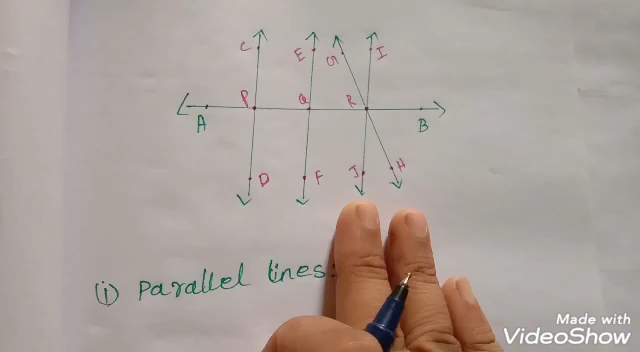 C E G I
P Q R
A B
D F J H
(i) Parallel lines:
Made with
VideoShow